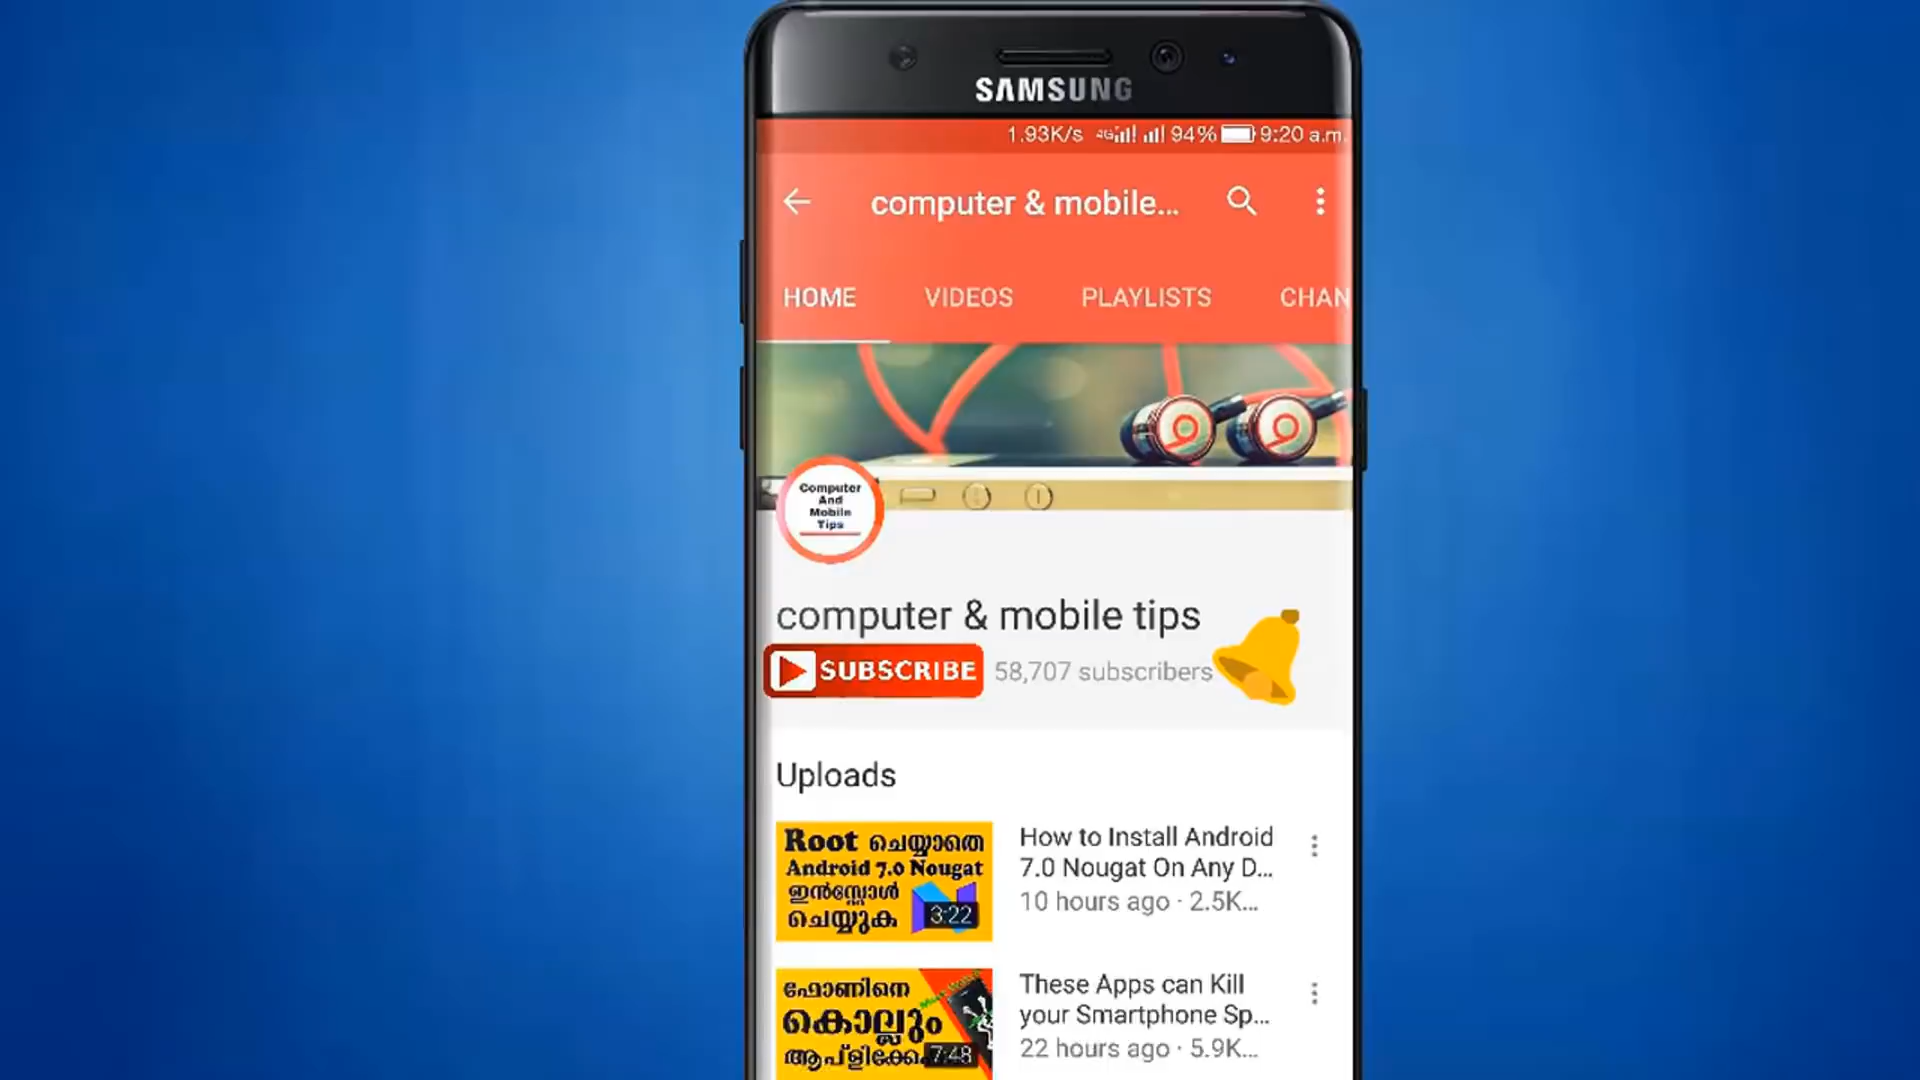 SAMSUNG
1.93K/s 4G 94% 9:20 a.m.
computer & mobile...
HOME VIDEOS PLAYLISTS CHAN
Computer
And
Mobile
Tips
computer & mobile tips
SUBSCRIBE 58,707 subscribers
Uploads
Root ചെയ്യാതെ
Android 7.0 Nougat
ഇൻസ്റ്റോൾ
ചെയ്യുക
3:22
How to Install Android
7.0 Nougat On Any D...
10 hours ago · 2.5K...
ഫോണിനെ
കൊല്ലും
7:48
These Apps can Kill
your Smartphone Sp...
22 hours ago · 5.9K...